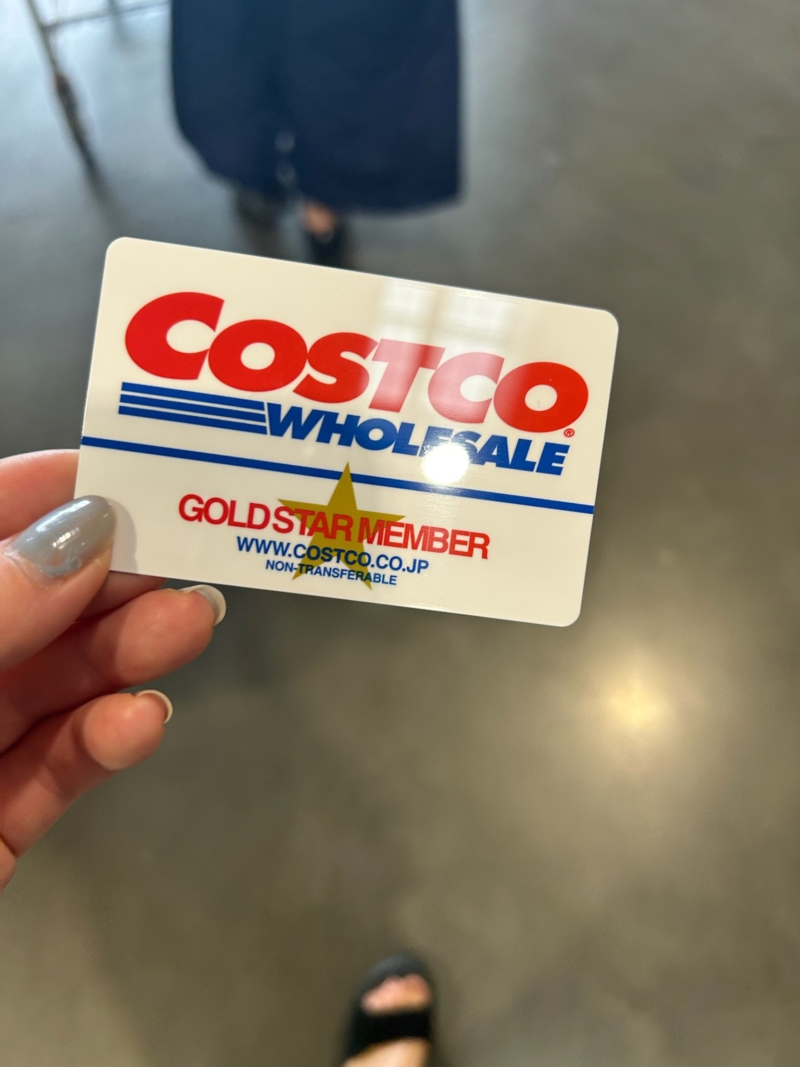 COSTCO®
WHOLESALE
GOLD STAR MEMBER
WWW.COSTCO.CO.JP
NON-TRANSFERABLE